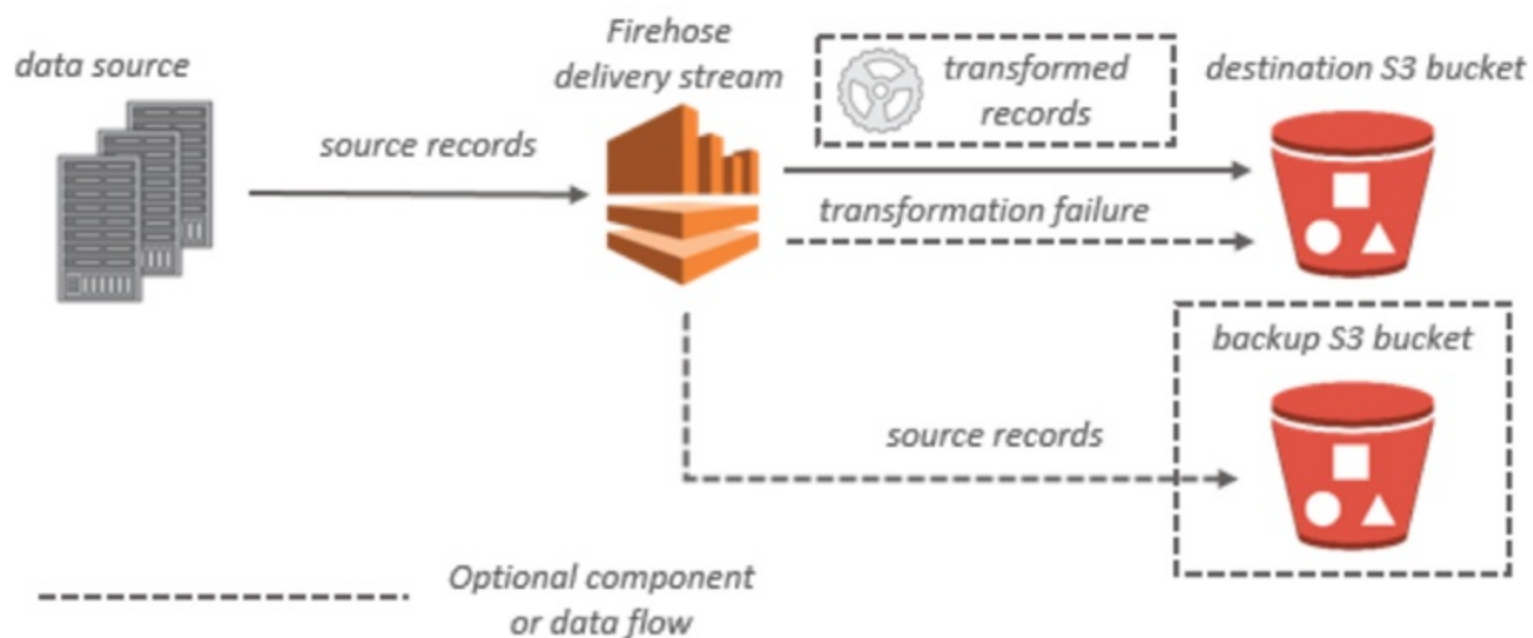 data source
source records
Firehose
delivery stream
transformed
records
destination S3 bucket
transformation failure
backup S3 bucket
source records
Optional component
or data flow